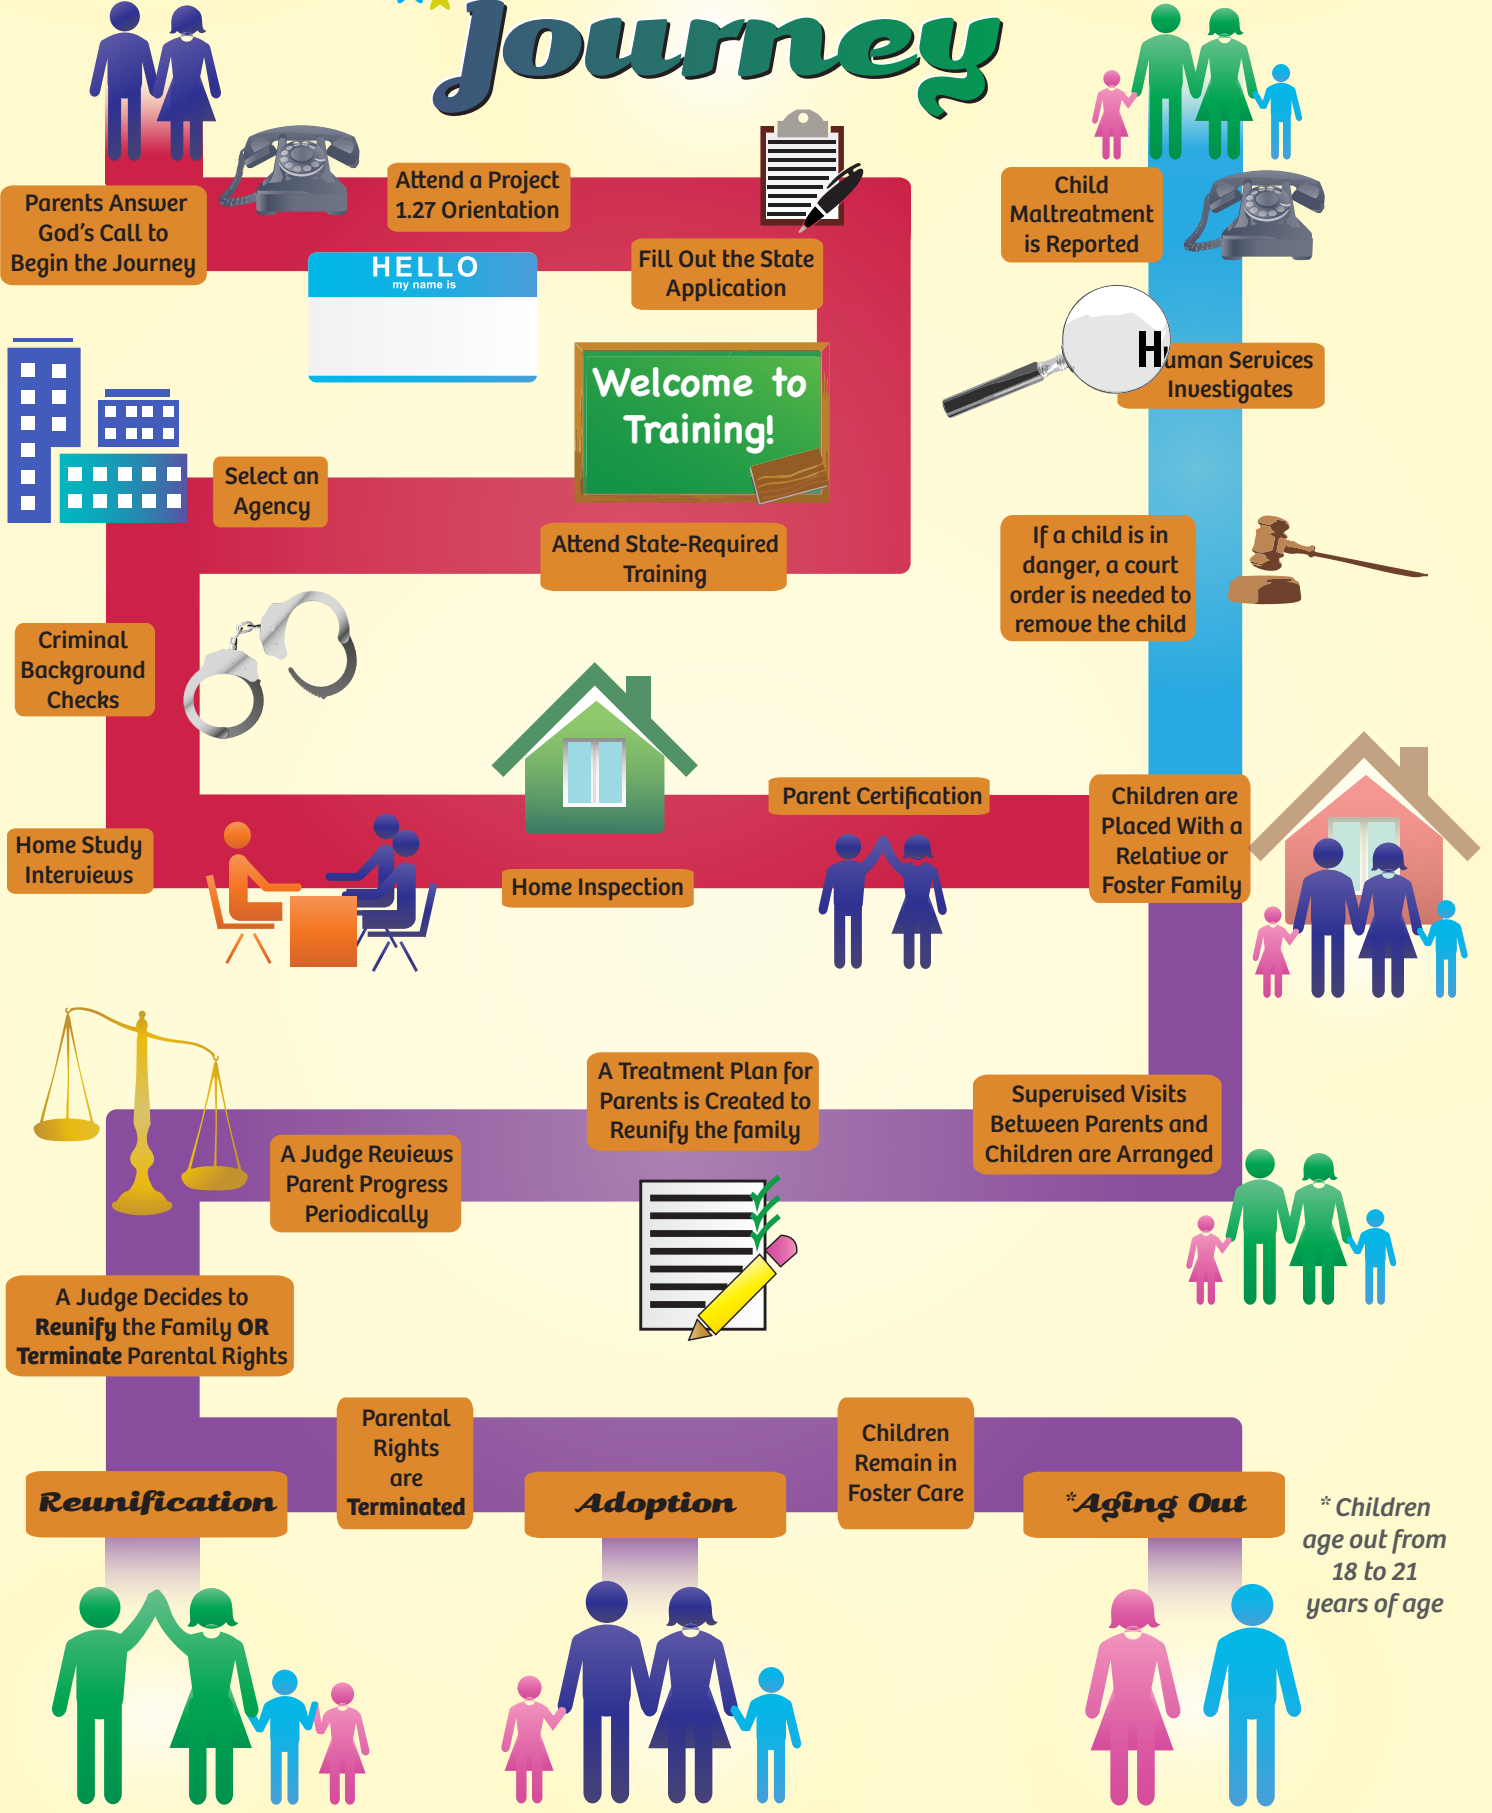 Journey
Parents Answer
God's Call to
Begin the Journey
Attend a Project
1.27 Orientation
HELLO
my name is
Fill Out the State
Application
Welcome to
Training!
Attend State-Required
Training
Select an
Agency
Criminal
Background
Checks
Home Study
Interviews
Home Inspection
Parent Certification
Child
Maltreatment
is Reported
Human Services
Investigates
If a child is in
danger, a court
order is needed to
remove the child
Children are
Placed With a
Relative or
Foster Family
Supervised Visits
Between Parents and
Children are Arranged
A Treatment Plan for
Parents is Created to
Reunify the family
A Judge Reviews
Parent Progress
Periodically
A Judge Decides to
Reunify the Family OR
Terminate Parental Rights
Reunification
Parental
Rights
are
Terminated
Adoption
Children
Remain in
Foster Care
*Aging Out
* Children
age out from
18 to 21
years of age